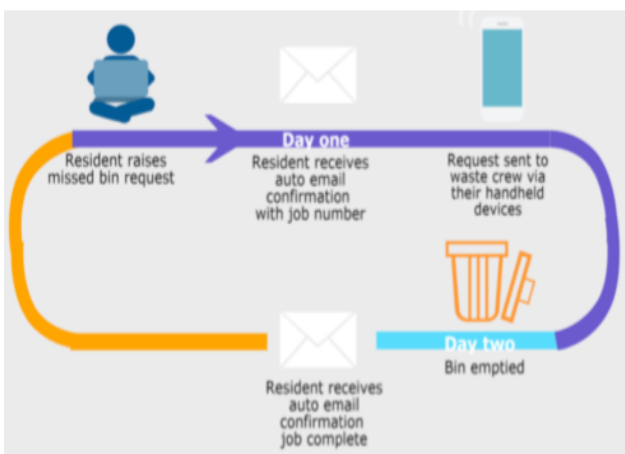 Day one
Resident raises
missed bin request
Resident receives
auto email
confirmation
with job number
Request sent to
waste crew via
their handheld
devices
Day two
Bin emptied
Resident receives
auto email
confirmation
job complete